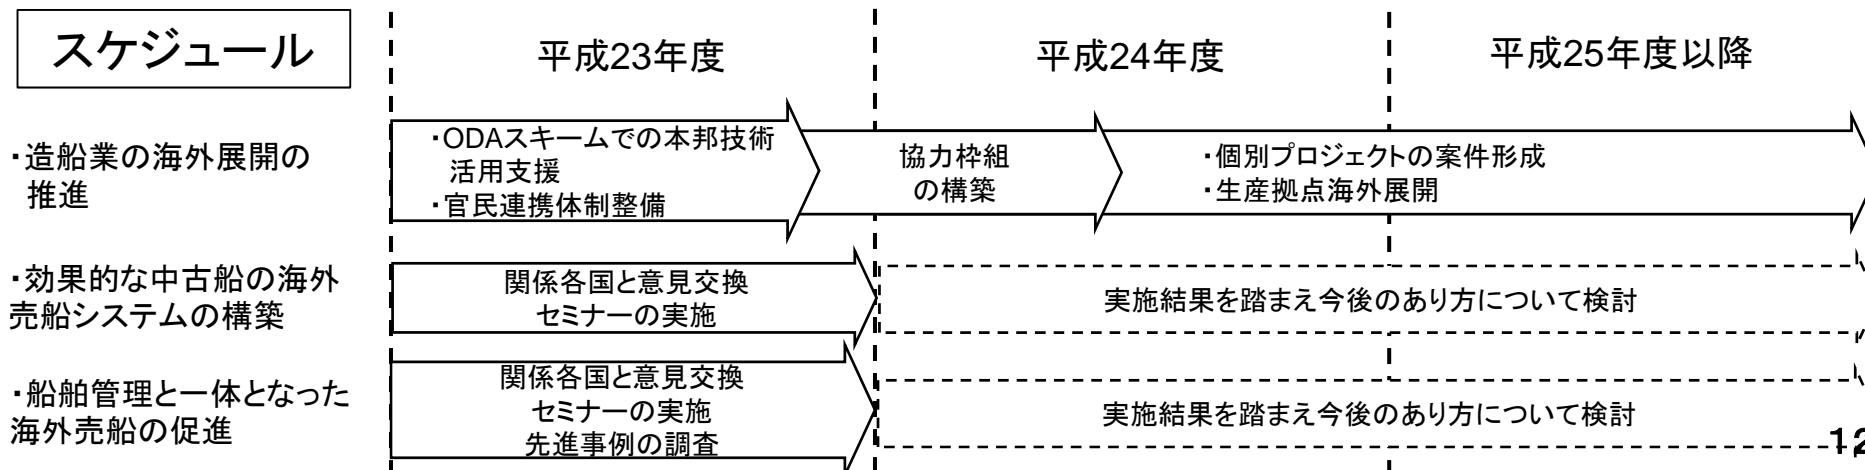 スケジュール
平成23年度
平成24年度
平成25年度以降
・造船業の海外展開の
推進
・ODAスキームでの本邦技術
活用支援
・官民連携体制整備
協力枠組
の構築
・個別プロジェクトの案件形成
・生産拠点海外展開
・効果的な中古船の海外
売船システムの構築
関係各国と意見交換
セミナーの実施
実施結果を踏まえ今後のあり方について検討
・船舶管理と一体となった
海外売船の促進
関係各国と意見交換
セミナーの実施
先進事例の調査
実施結果を踏まえ今後のあり方について検討
12